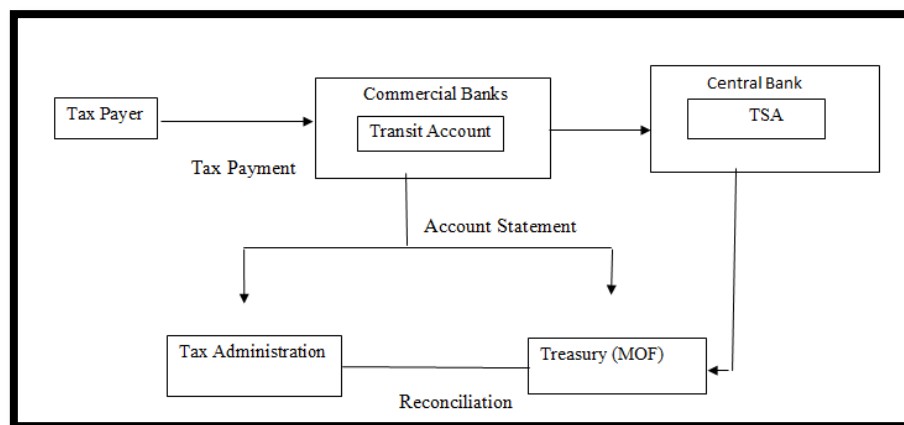 Central Bank
Commercial Banks
Tax Payer
TSA
Transit Account
Tax Payment
Account Statement
Tax Administration
Treasury (MOF)
Reconciliation